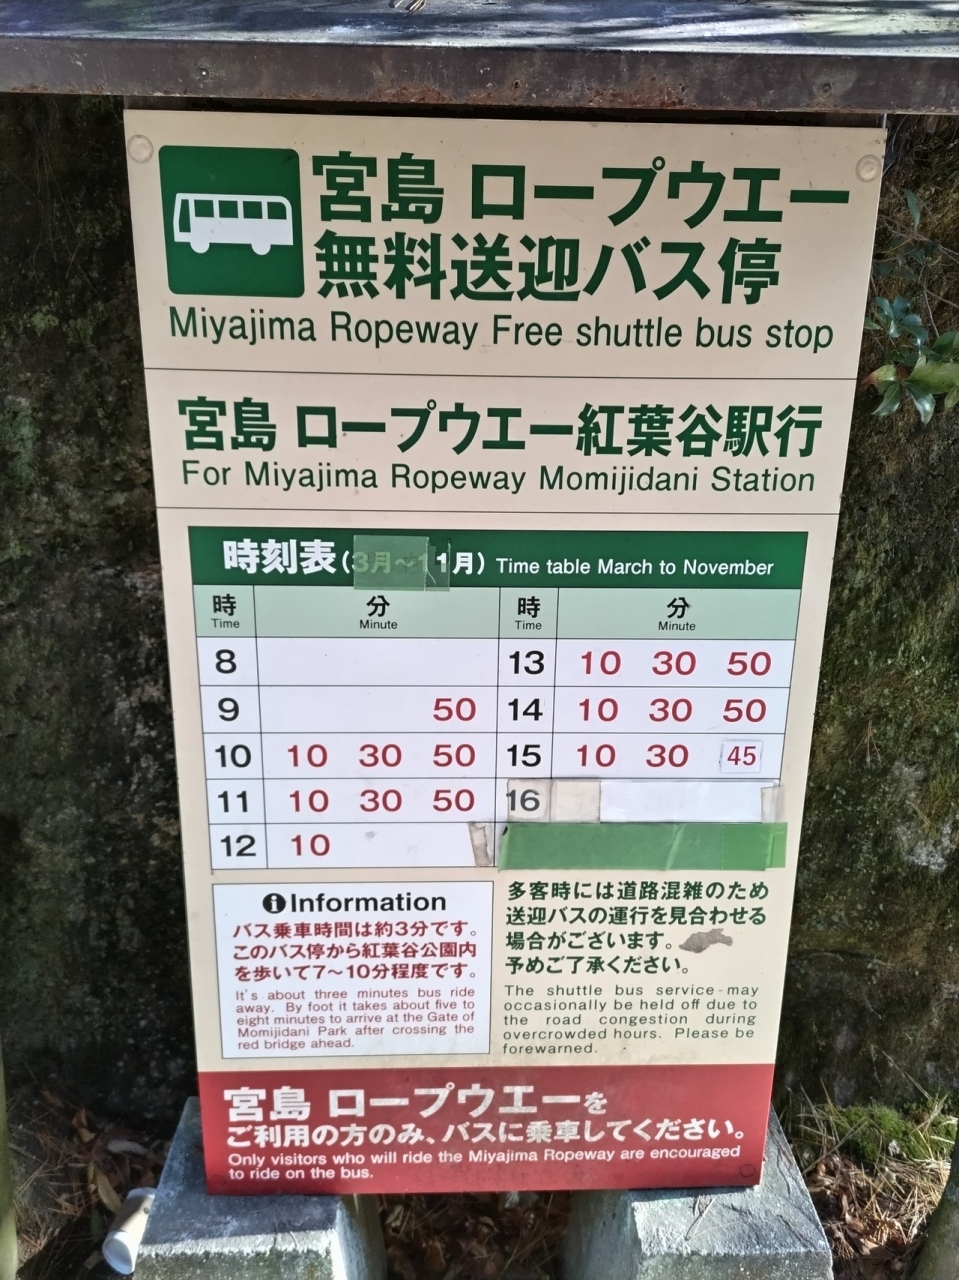 宮島 ロープウエー
無料送迎バス停
Miyajima Ropeway Free shuttle bus stop
宮島 ロープウエー紅葉谷駅行
For Miyajima Ropeway Momijidani Station
時刻表(3月～11月) Time table March to November
時 分 時 分
Time Minute Time Minute
8 13 10 30 50
9 50 14 10 30 50
10 10 30 50 15 10 30 45
11 10 30 50 16
12 10
Information
バス乗車時間は約3分です。
このバス停から紅葉谷公園内
を歩いて7～10分程度です。
It's about three minutes bus ride
away. By foot it takes about five to
eight minutes to arrive at the Gate of
Momijidani Park after crossing the
red bridge ahead.
多客時には道路混雑のため
送迎バスの運行を見合わせる
場合がございます。
予めご了承ください。
The shuttle bus service may
occasionally be held off due to
the road congestion during
overcrowded hours. Please be
forewarned.
宮島 ロープウエーを
ご利用の方のみ、バスに乗車してください。
Only visitors who will ride the Miyajima Ropeway are encouraged
to ride on the bus.